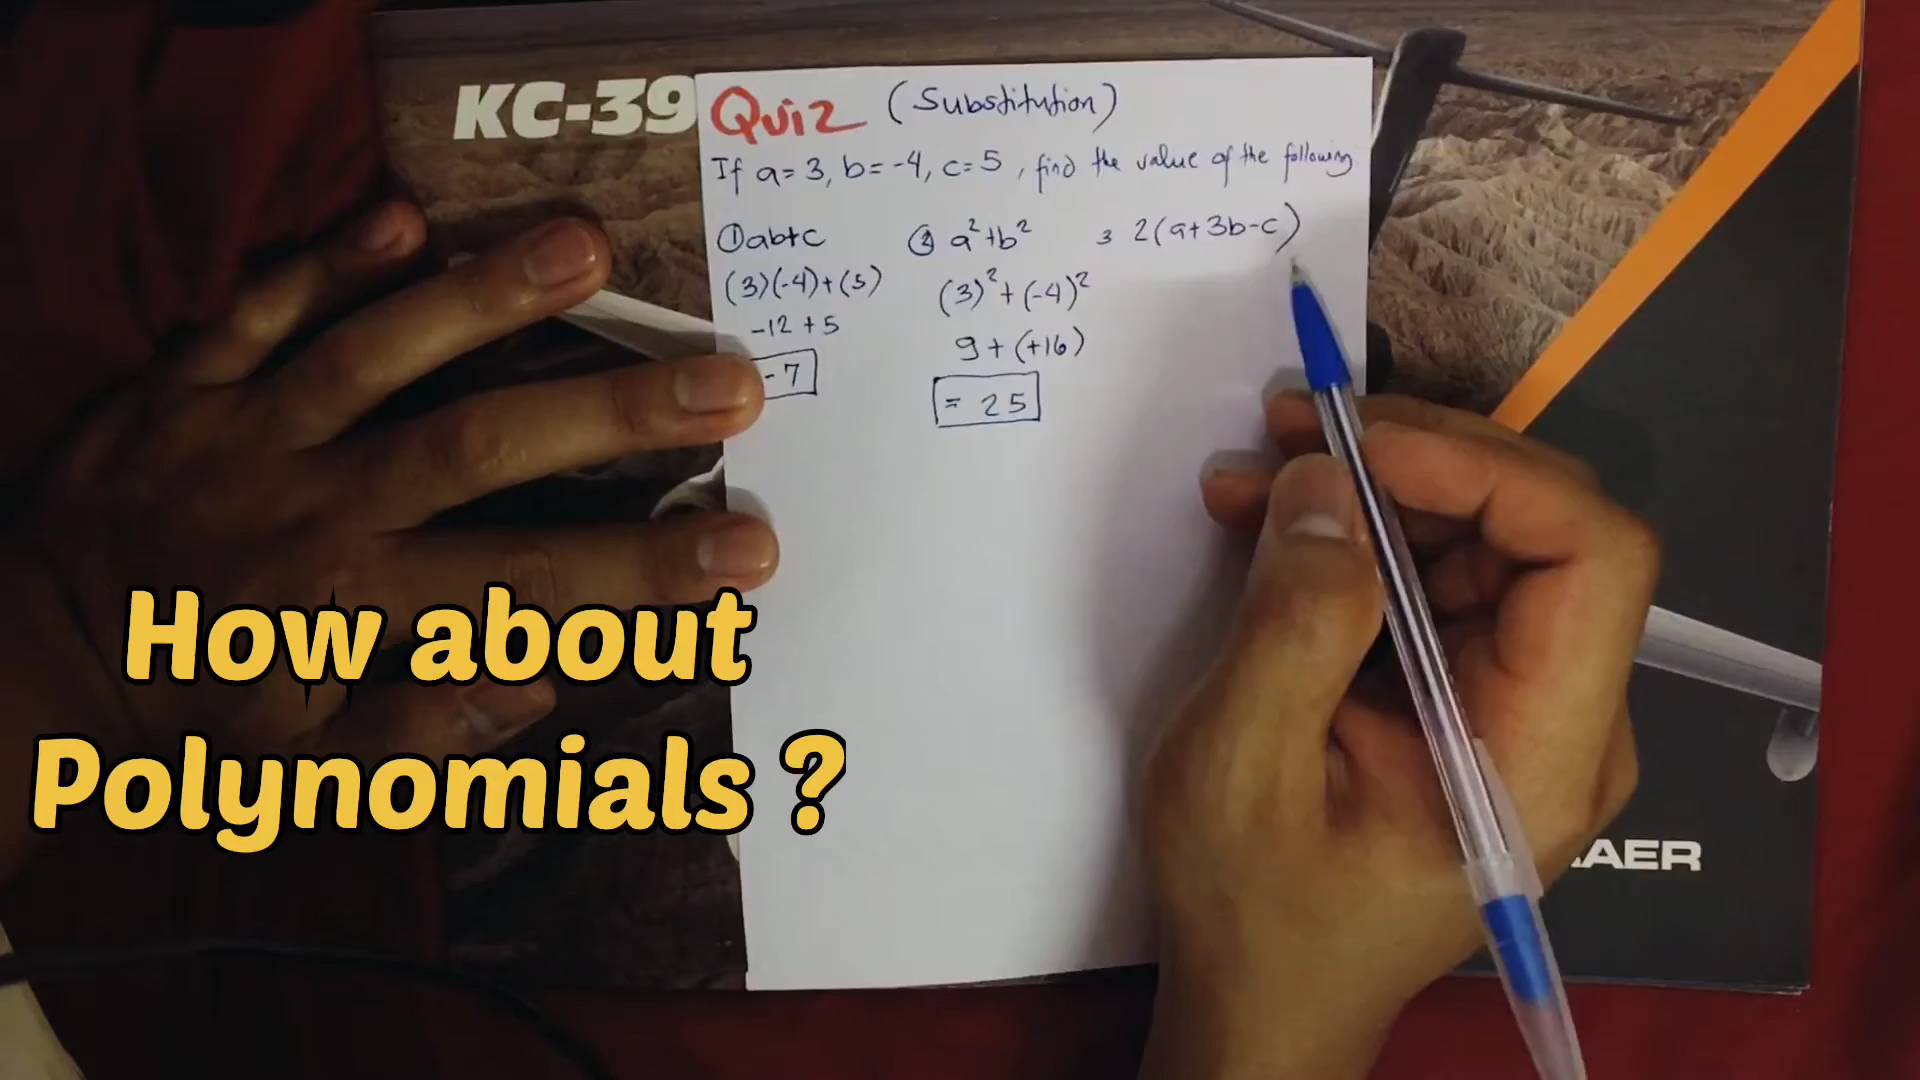 KC-39
Quiz (Substitution)
If a=3, b=-4, c=5, find the value of the following
① ab+c
(3)(-4)+(5)
-12+5
-7
② a²+b²
(3)²+(-4)²
9+(+16)
= 25
3 2(a+3b-c)
How about
Polynomials ?
AER